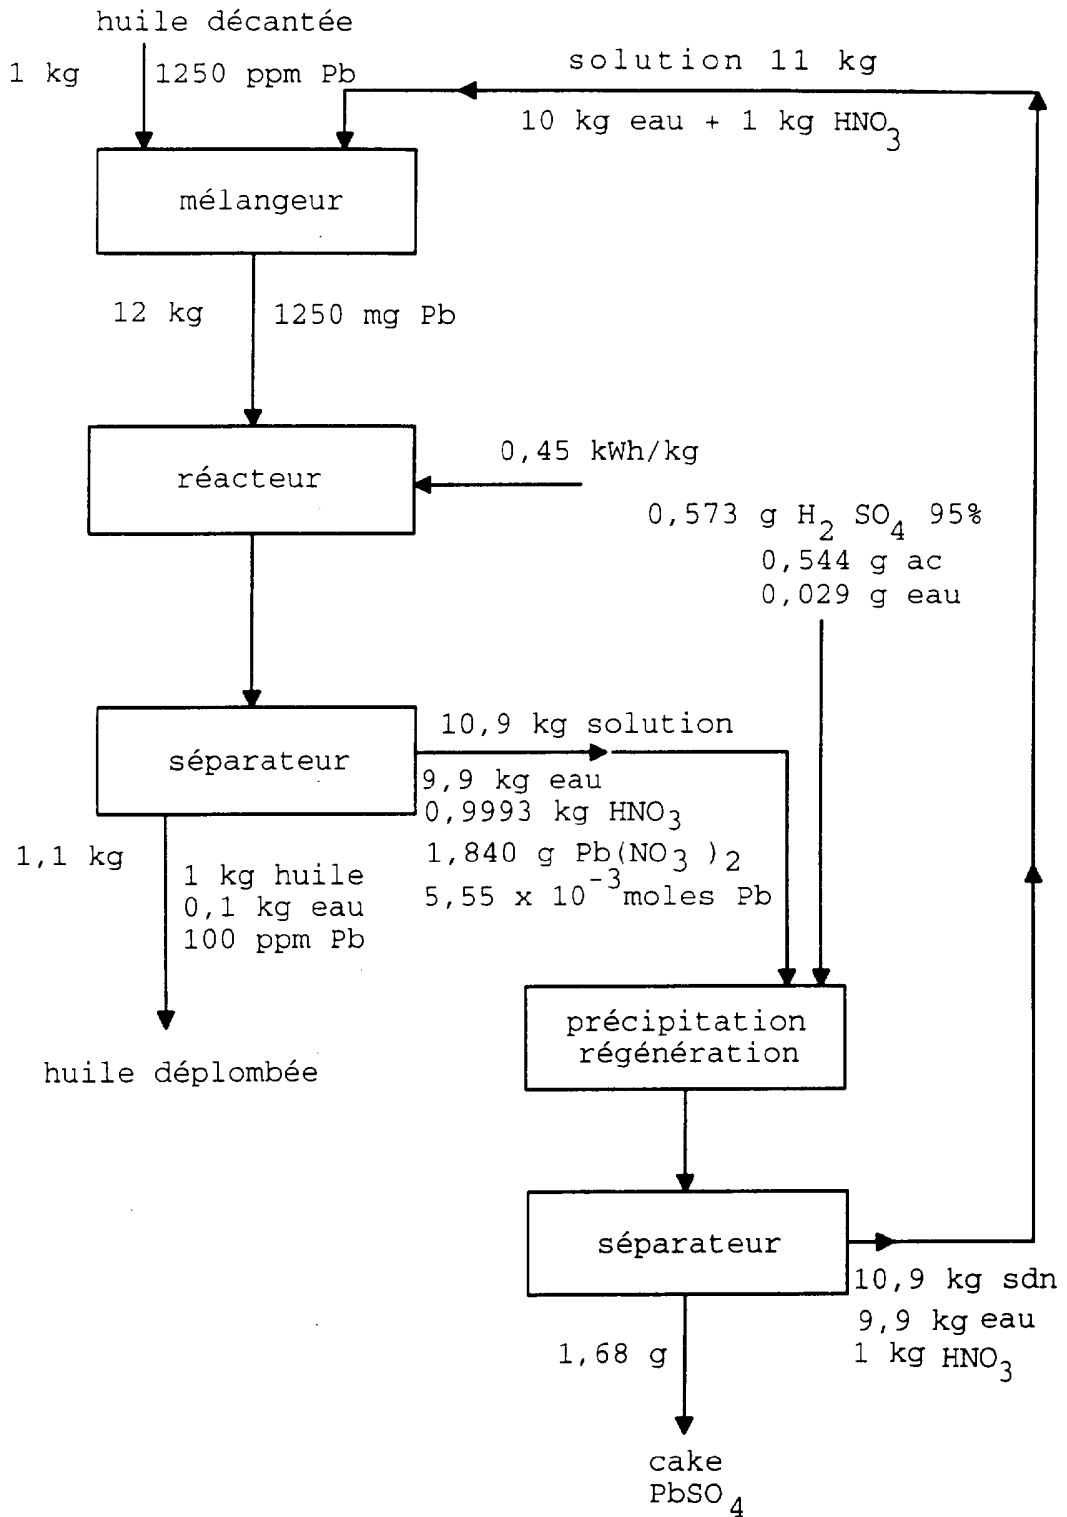 huile décantée
1 kg
1250 ppm Pb
solution 11 kg
10 kg eau + 1 kg HNO3
mélangeur
12 kg
1250 mg Pb
réacteur
0,45 kWh/kg
0,573 g H2 SO4 95%
0,544 g ac
0,029 g eau
séparateur
10,9 kg solution
9,9 kg eau
0,9993 kg HNO3
1,840 g Pb(NO3 )2
5,55 x 10-3 moles Pb
1,1 kg
1 kg huile
0,1 kg eau
100 ppm Pb
huile déplombée
précipitation
régénération
séparateur
10,9 kg sdn
9,9 kg eau
1 kg HNO3
1,68 g
cake
PbSO4